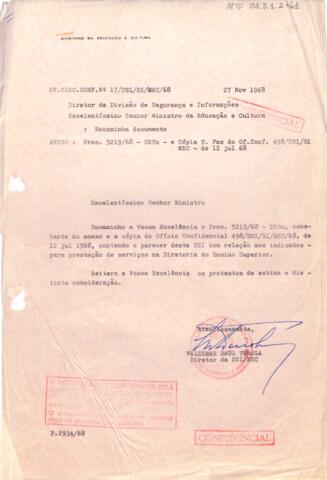 MINISTÉRIO DA EDUCAÇÃO E CULTURA
OF.CIRC.CONF.Nº 17/DSI/SI/MEC/68 27 Nov 1968
Diretor da Divisão de Segurança e Informações
Excelentíssimo Senhor Ministro da Educação e Cultura
: Encaminha documento
CONFIDENCIAL
ANEXO : Proc. 5219/68 - DESu - e Cópia T. Fax do Of.Conf. 498/DSI/SI
MEC - de 12 jul 68
Excelentíssimo Senhor Ministro
Encaminho a Vossa Excelência o Proc. 5219/68 - DESu, cons-
tante do anexo e a cópia do Ofício Confidencial 498/DSI/SI/MEC/68, de
12 jul 1968, contendo o parecer desta DSI com relação aos indicados
para prestação de serviços na Diretoria do Ensino Superior.
Reitero a Vossa Excelência os protestos de estima e dis-
tinta consideração.
Atenciosamente,
WALDEMAR RAUL TUROLA
Diretor da DSI/MEC
P.2934/68
CONFIDENCIAL